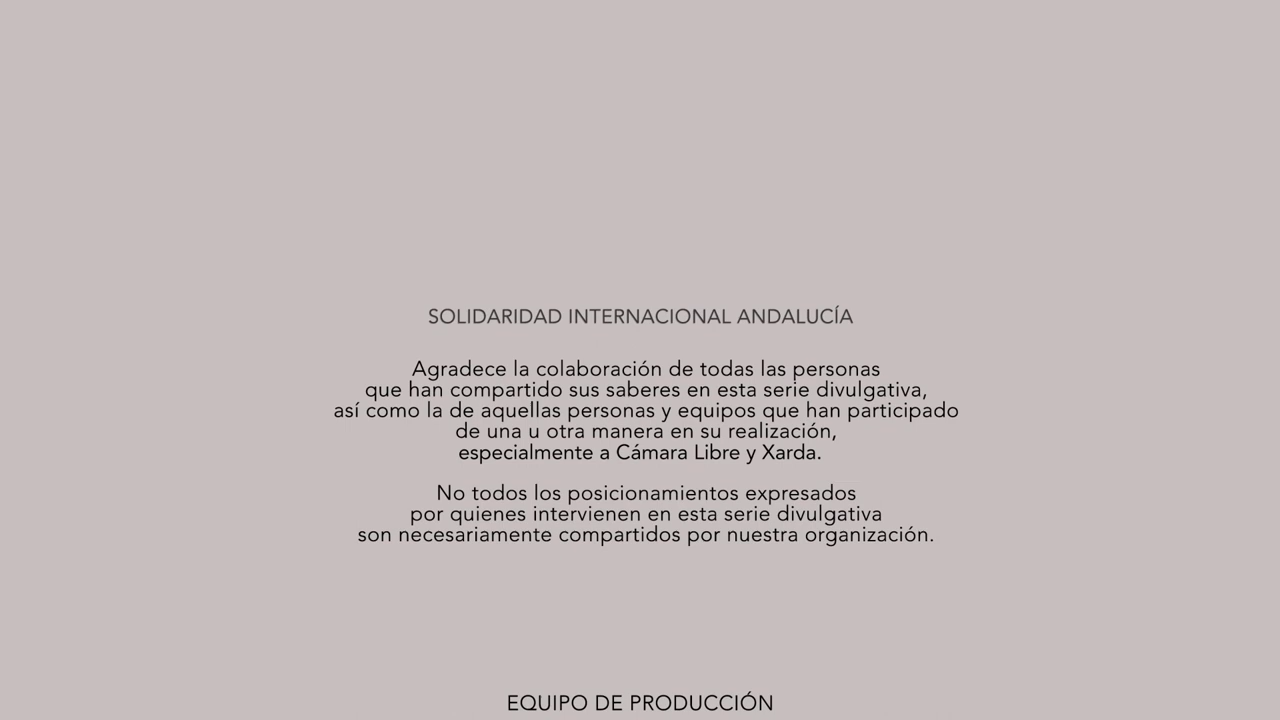 SOLIDARIDAD INTERNACIONAL ANDALUCÍA
Agradece la colaboración de todas las personas
que han compartido sus saberes en esta serie divulgativa,
así como la de aquellas personas y equipos que han participado
de una u otra manera en su realización,
especialmente a Cámara Libre y Xarda.
No todos los posicionamientos expresados
por quienes intervienen en esta serie divulgativa
son necesariamente compartidos por nuestra organización.
EQUIPO DE PRODUCCIÓN